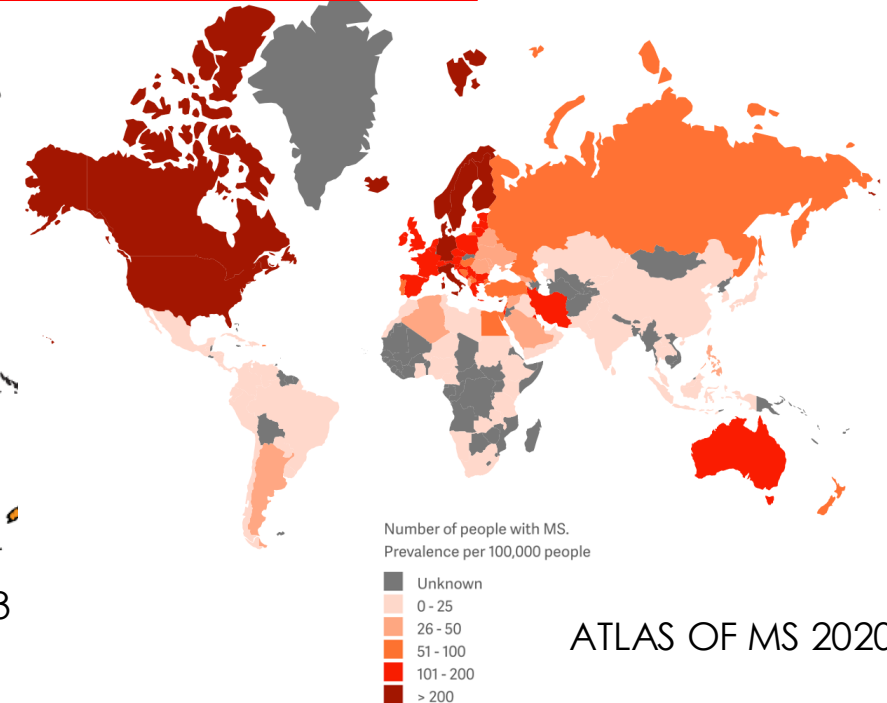 Number of people with MS.
Prevalence per 100,000 people
Unknown
0 - 25
26 - 50
51 - 100
101 - 200
> 200
3
ATLAS OF MS 2020